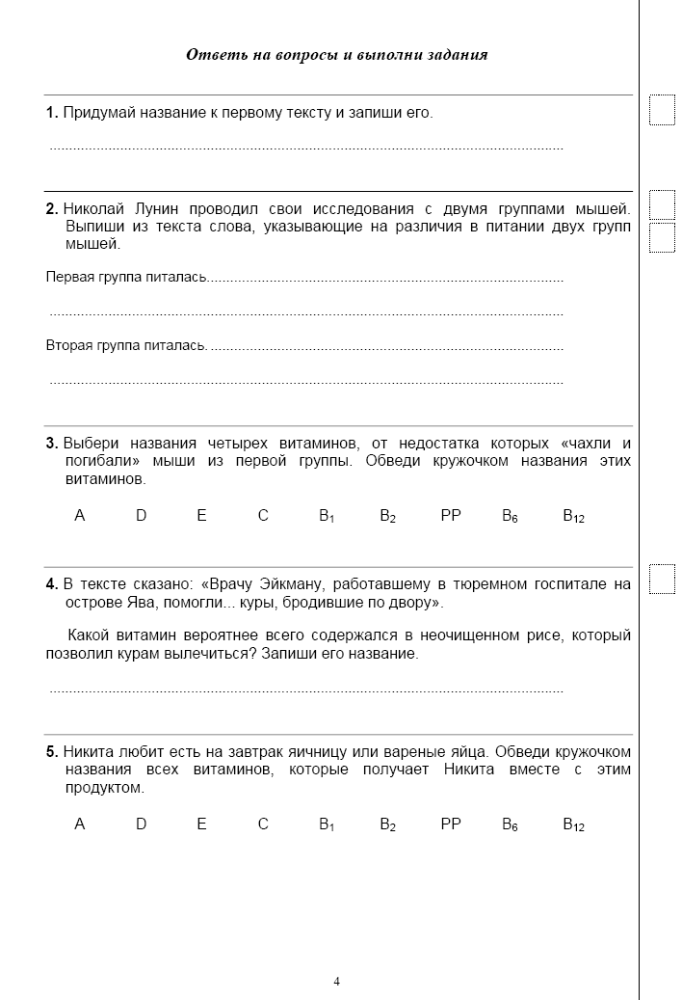 Ответь на вопросы и выполни задания
1. Придумай название к первому тексту и запиши его.
2. Николай Лунин проводил свои исследования с двумя группами мышей.
Выпиши из текста слова, указывающие на различия в питании двух групп
мышей.
Первая группа питалась
Вторая группа питалась.
3. Выбери названия четырех витаминов, от недостатка которых «чахли и
погибали» мыши из первой группы. Обведи кружочком названия этих
витаминов.
A D E C B₁ B₂ PP B₆ B₁₂
4. В тексте сказано: «Врачу Эйкману, работавшему в тюремном госпитале на
острове Ява, помогли... куры, бродившие по двору».
Какой витамин вероятнее всего содержался в неочищенном рисе, который
позволил курам вылечиться? Запиши его название.
5. Никита любит есть на завтрак яичницу или вареные яйца. Обведи кружочком
названия всех витаминов, которые получает Никита вместе с этим
продуктом.
A D E C B₁ B₂ PP B₆ B₁₂
4